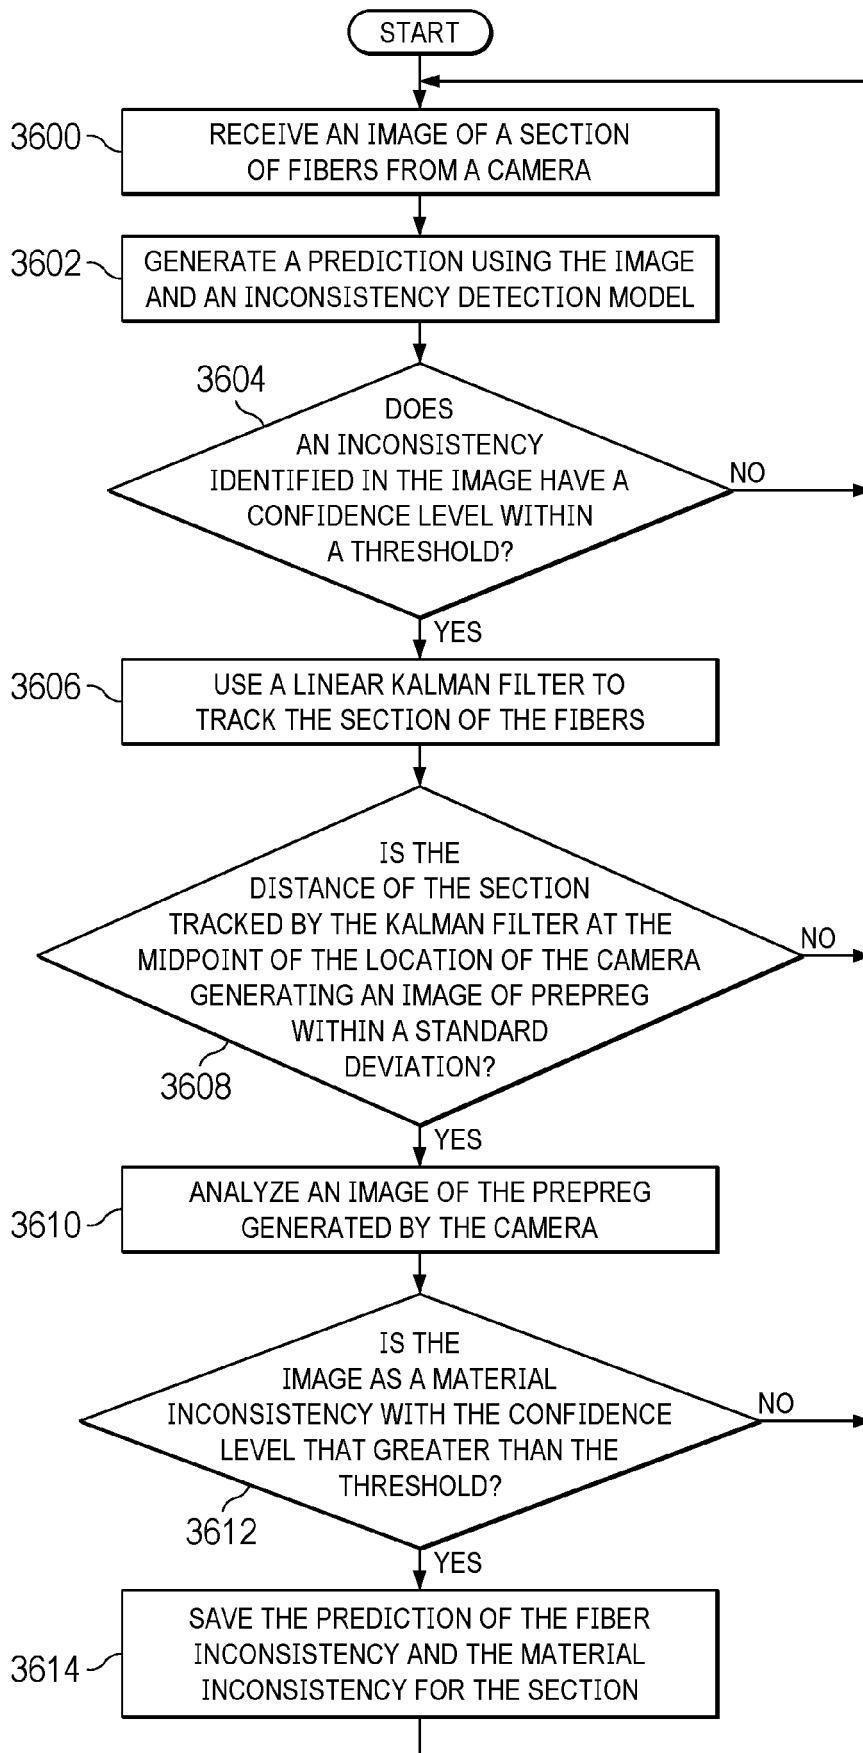 START
3600
RECEIVE AN IMAGE OF A SECTION
OF FIBERS FROM A CAMERA
3602
GENERATE A PREDICTION USING THE IMAGE
AND AN INCONSISTENCY DETECTION MODEL
3604
DOES
AN INCONSISTENCY
IDENTIFIED IN THE IMAGE HAVE A
CONFIDENCE LEVEL WITHIN
A THRESHOLD?
NO
YES
3606
USE A LINEAR KALMAN FILTER TO
TRACK THE SECTION OF THE FIBERS
IS THE
DISTANCE OF THE SECTION
TRACKED BY THE KALMAN FILTER AT THE
MIDPOINT OF THE LOCATION OF THE CAMERA
GENERATING AN IMAGE OF PREPREG
WITHIN A STANDARD
DEVIATION?
NO
3608
YES
3610
ANALYZE AN IMAGE OF THE PREPREG
GENERATED BY THE CAMERA
IS THE
IMAGE AS A MATERIAL
INCONSISTENCY WITH THE CONFIDENCE
LEVEL THAT GREATER THAN THE
THRESHOLD?
NO
3612
YES
3614
SAVE THE PREDICTION OF THE FIBER
INCONSISTENCY AND THE MATERIAL
INCONSISTENCY FOR THE SECTION